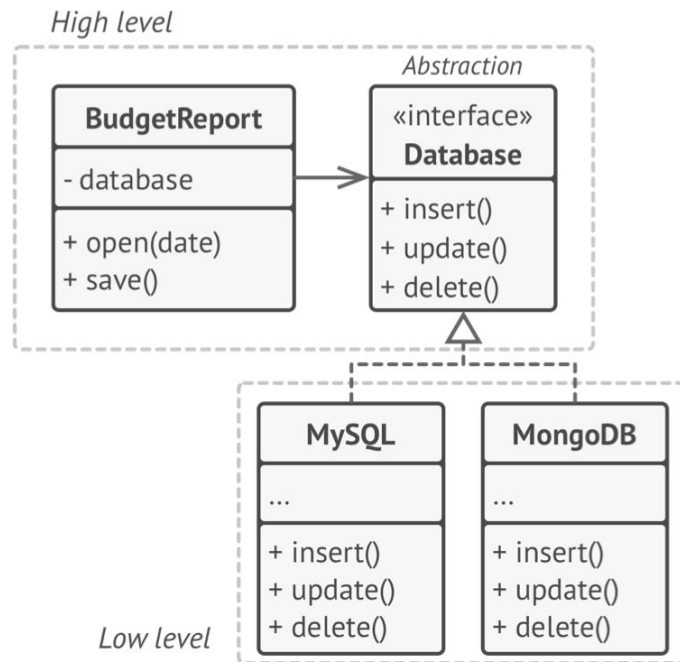 High level
Abstraction
BudgetReport
- database
+ open(date)
+ save()
«interface»
Database
+ insert()
+ update()
+ delete()
MySQL
...
+ insert()
+ update()
+ delete()
MongoDB
...
+ insert()
+ update()
+ delete()
Low level